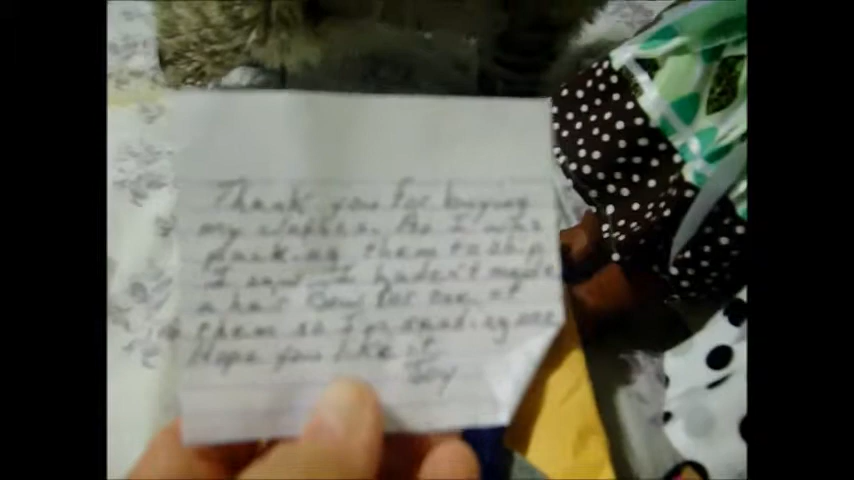 Thank you for buying
my clothes. As I was
packing them to ship
I saw I hadn't made
a hair bow for one of
them so I'm sending one
Hope you like it
Joy